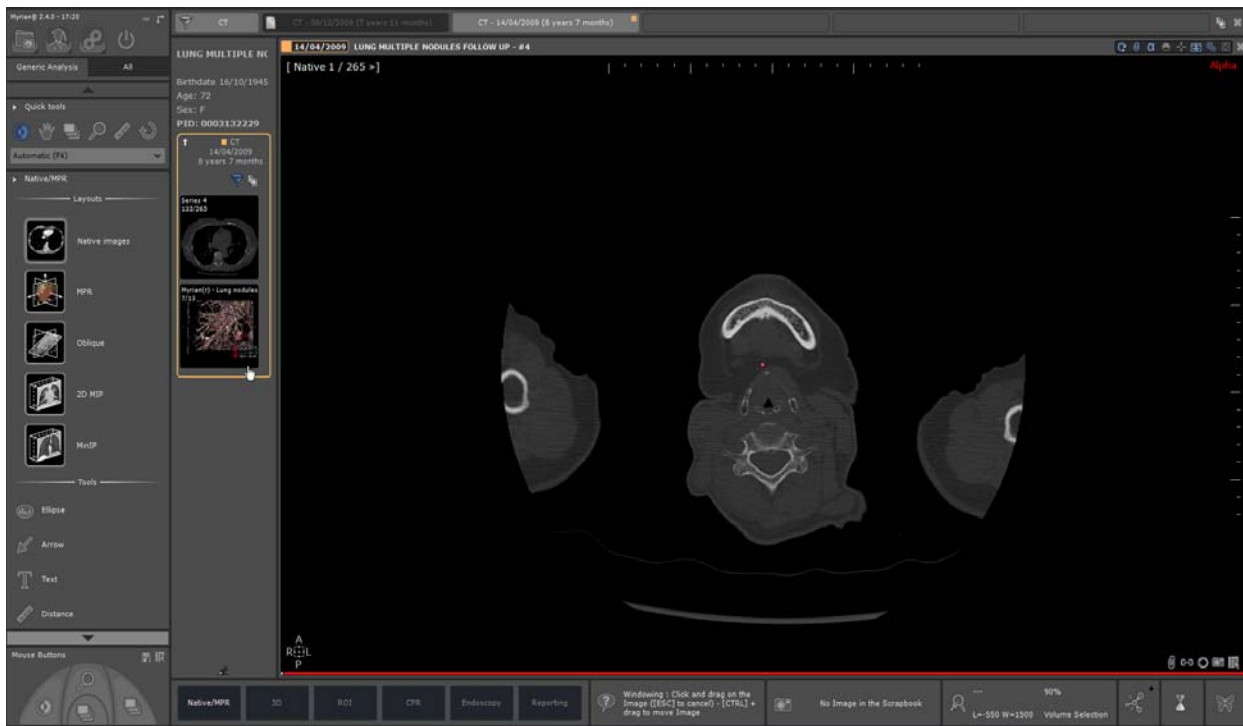 Myrian® 2.4.0 - 17:20
Generic Analysis
All
Quick tools
Automatic (F4)
Native/MPR
Layouts
Native images
MPR
Oblique
2D MIP
MinIP
Tools
Ellipse
Arrow
Text
Distance
Mouse Buttons
CT
CT - 14/04/2009 (8 years 7 months)
LUNG MULTIPLE N
Birthdate 16/10/1945
Age: 72
Sex: F
PID: 0003132229
CT
14/04/2009
8 years 7 months
Series 4
133/265
Myrian(r) - Lung nodules
7/13
14/04/2009 LUNG MULTIPLE NODULES FOLLOW UP - #4
[ Native 1 / 265 »]
Alpha
A
R L
P
Native/MPR
3D
ROI
CPR
Endoscopy
Reporting
Windowing : Click and drag on the
Image ([ESC] to cancel) - [CTRL] +
drag to move Image
No Image in the Scrapbook
---
90%
L=-550 W=1500
Volume Selection